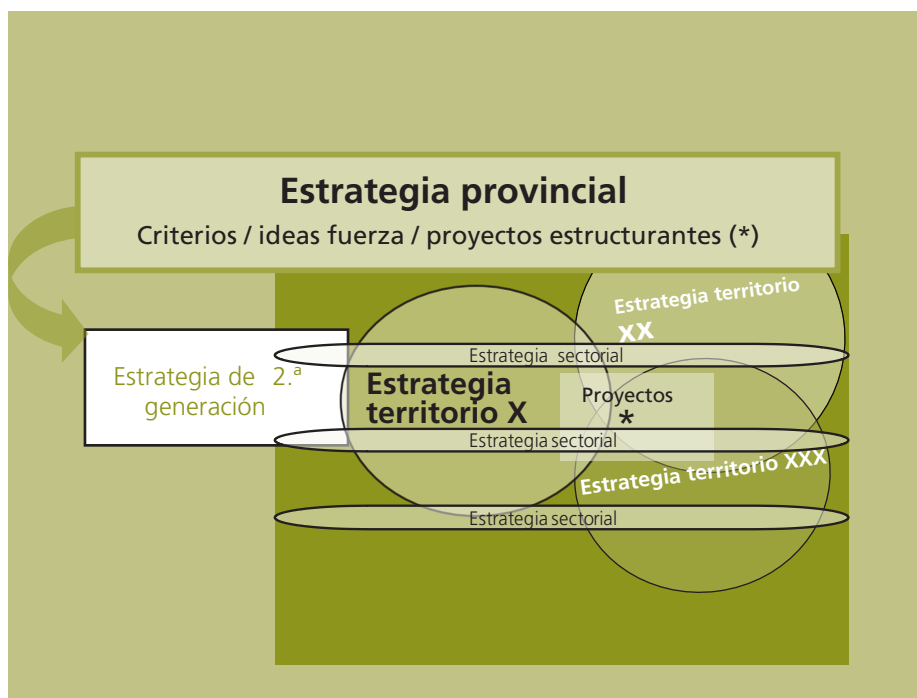 Estrategia provincial
Criterios / ideas fuerza / proyectos estructurantes (*)
Estrategia territorio
XX
Estrategia sectorial
Estrategia de 2.ª
generación
Estrategia
territorio X
Proyectos
*
Estrategia sectorial
Estrategia territorio XXX
Estrategia sectorial